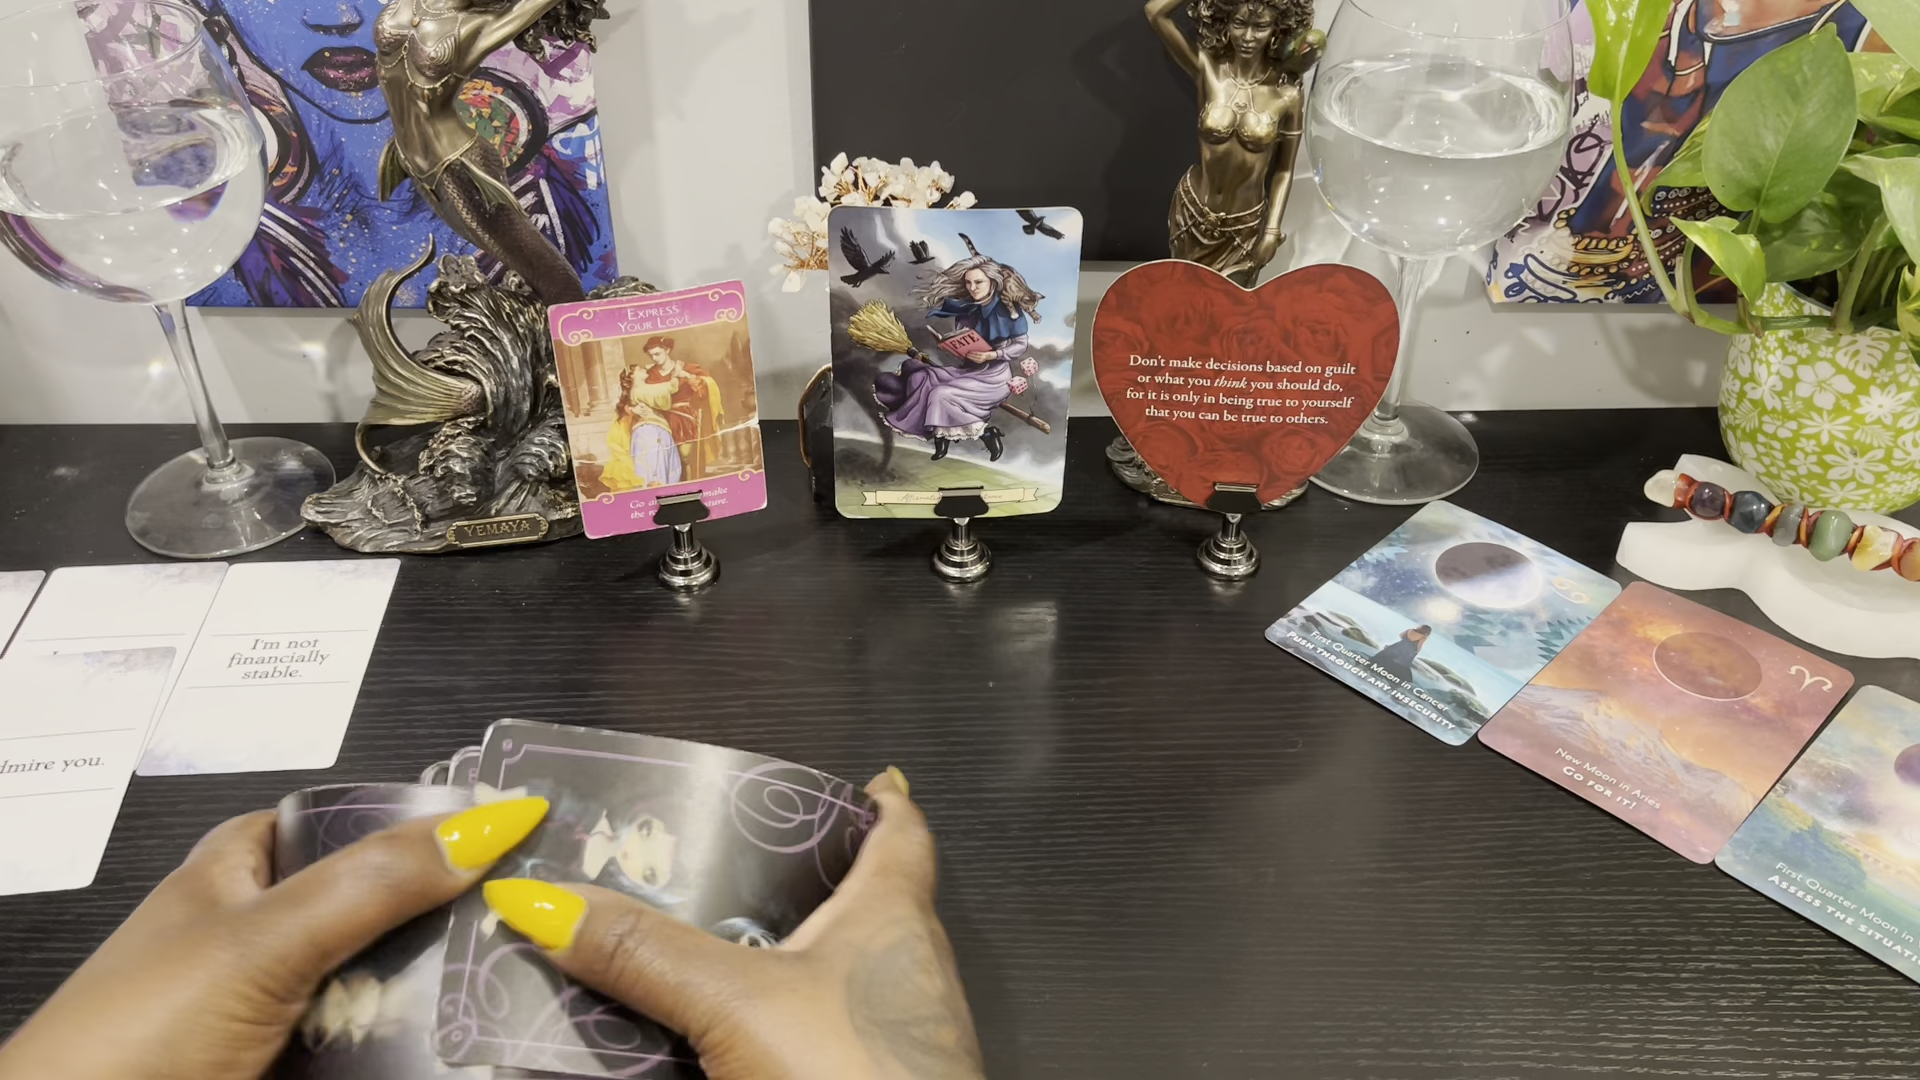 EXPRESS
YOUR LOVE
Go make
the
FATE
Don't make decisions based on guilt
or what you think you should do,
for it is only in being true to yourself
that you can be true to others.
YEMAYA
I'm not
financially
stable.
dmire you.
First Quarter Moon in Cancer
PUSH THROUGH ANY INSECURITY
New Moon in Aries
GO FOR IT!
First Quarter Moon in
ASSESS THE SITUATI